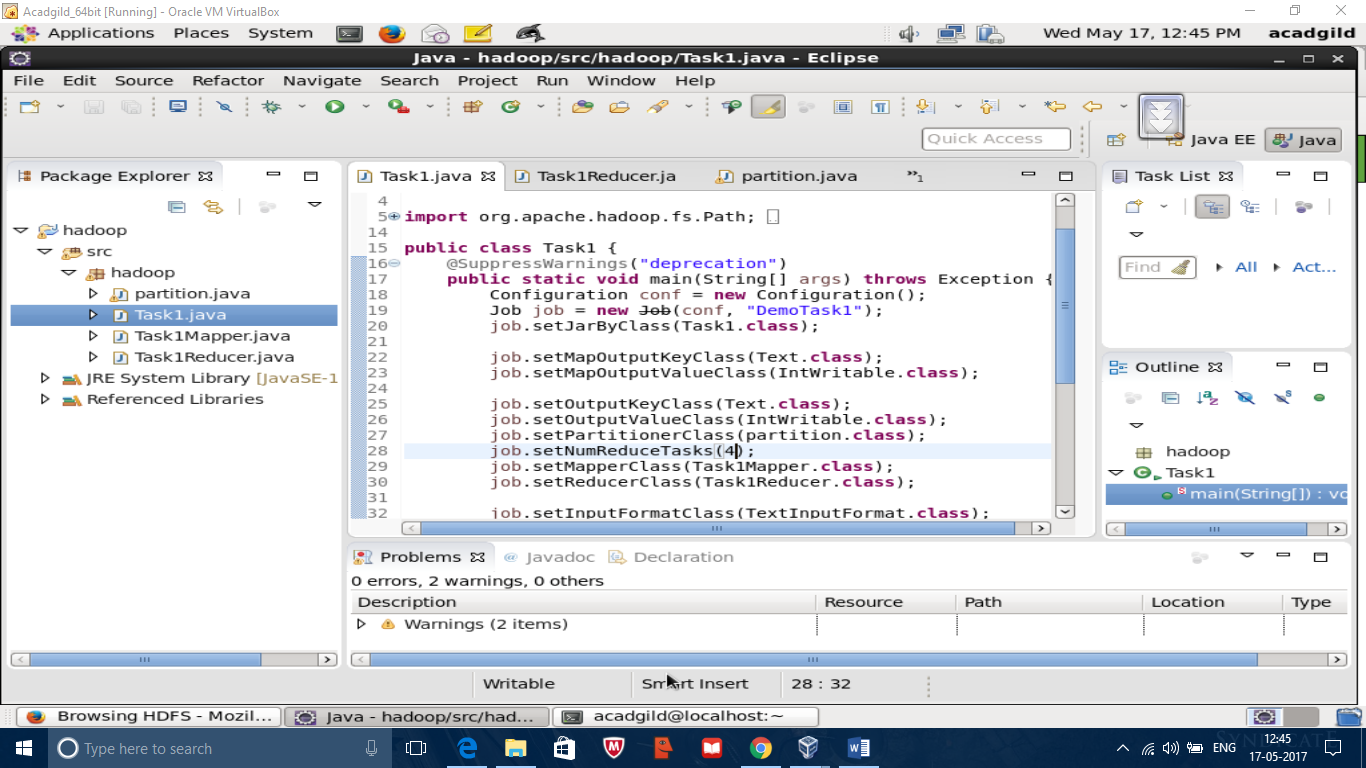 Acadgild_64bit [Running] - Oracle VM VirtualBox
Applications Places System Wed May 17, 12:45 PM acadgild
Java - hadoop/src/hadoop/Task1.java - Eclipse
File Edit Source Refactor Navigate Search Project Run Window Help
Quick Access Java EE Java
Package Explorer
hadoop
src
hadoop
partition.java
Task1.java
Task1Mapper.java
Task1Reducer.java
JRE System Library [JavaSE-1
Referenced Libraries
Task1.java Task1Reducer.ja partition.java »1
4
5 import org.apache.hadoop.fs.Path;
14
15 public class Task1 {
16 @SuppressWarnings("deprecation")
17 public static void main(String[] args) throws Exception {
18 Configuration conf = new Configuration();
19 Job job = new Job(conf, "DemoTask1");
20 job.setJarByClass(Task1.class);
21
22 job.setMapOutputKeyClass(Text.class);
23 job.setMapOutputValueClass(IntWritable.class);
24
25 job.setOutputKeyClass(Text.class);
26 job.setOutputValueClass(IntWritable.class);
27 job.setPartitionerClass(partition.class);
28 job.setNumReduceTasks(4);
29 job.setMapperClass(Task1Mapper.class);
30 job.setReducerClass(Task1Reducer.class);
31
32 job.setInputFormatClass(TextInputFormat.class);
Task List
Find All Act...
Outline
hadoop
Task1
main(String[]) : vo
Problems Javadoc Declaration
0 errors, 2 warnings, 0 others
Description Resource Path Location Type
Warnings (2 items)
Writable Smart Insert 28 : 32
Browsing HDFS - Mozil... Java - hadoop/src/had... acadgild@localhost:~
Type here to search ENG 12:45
17-05-2017